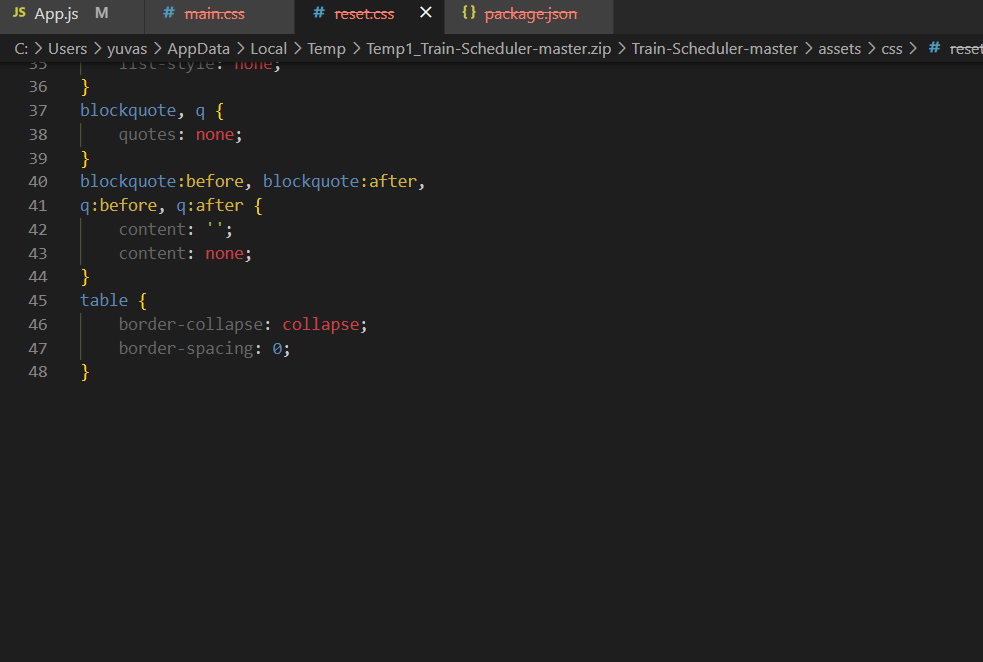 JS App.js M # main.css # reset.css × {} package.json
C: > Users > yuvas > AppData > Local > Temp > Temp1_Train-Scheduler-master.zip > Train-Scheduler-master > assets > css > # reset
35 list-style: none;
36 }
37 blockquote, q {
38 quotes: none;
39 }
40 blockquote:before, blockquote:after,
41 q:before, q:after {
42 content: '';
43 content: none;
44 }
45 table {
46 border-collapse: collapse;
47 border-spacing: 0;
48 }